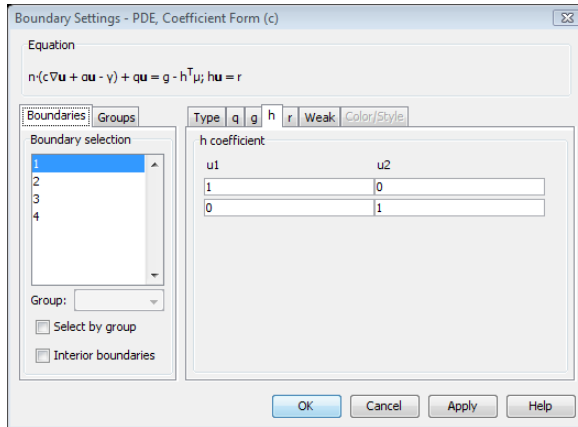 Boundary Settings - PDE, Coefficient Form (c)
Equation
n·(c∇u + αu - γ) + qu = g - hᵀμ; hu = r
Boundaries Groups
Type q g h r Weak Color/Style
Boundary selection
h coefficient
1
2
3
4
u1 u2
1 0
0 1
Group:
Select by group
Interior boundaries
OK Cancel Apply Help